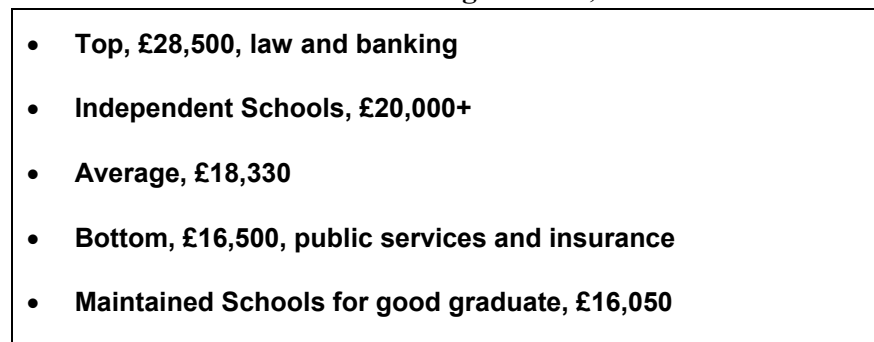 • Top, £28,500, law and banking
• Independent Schools, £20,000+
• Average, £18,330
• Bottom, £16,500, public services and insurance
• Maintained Schools for good graduate, £16,050